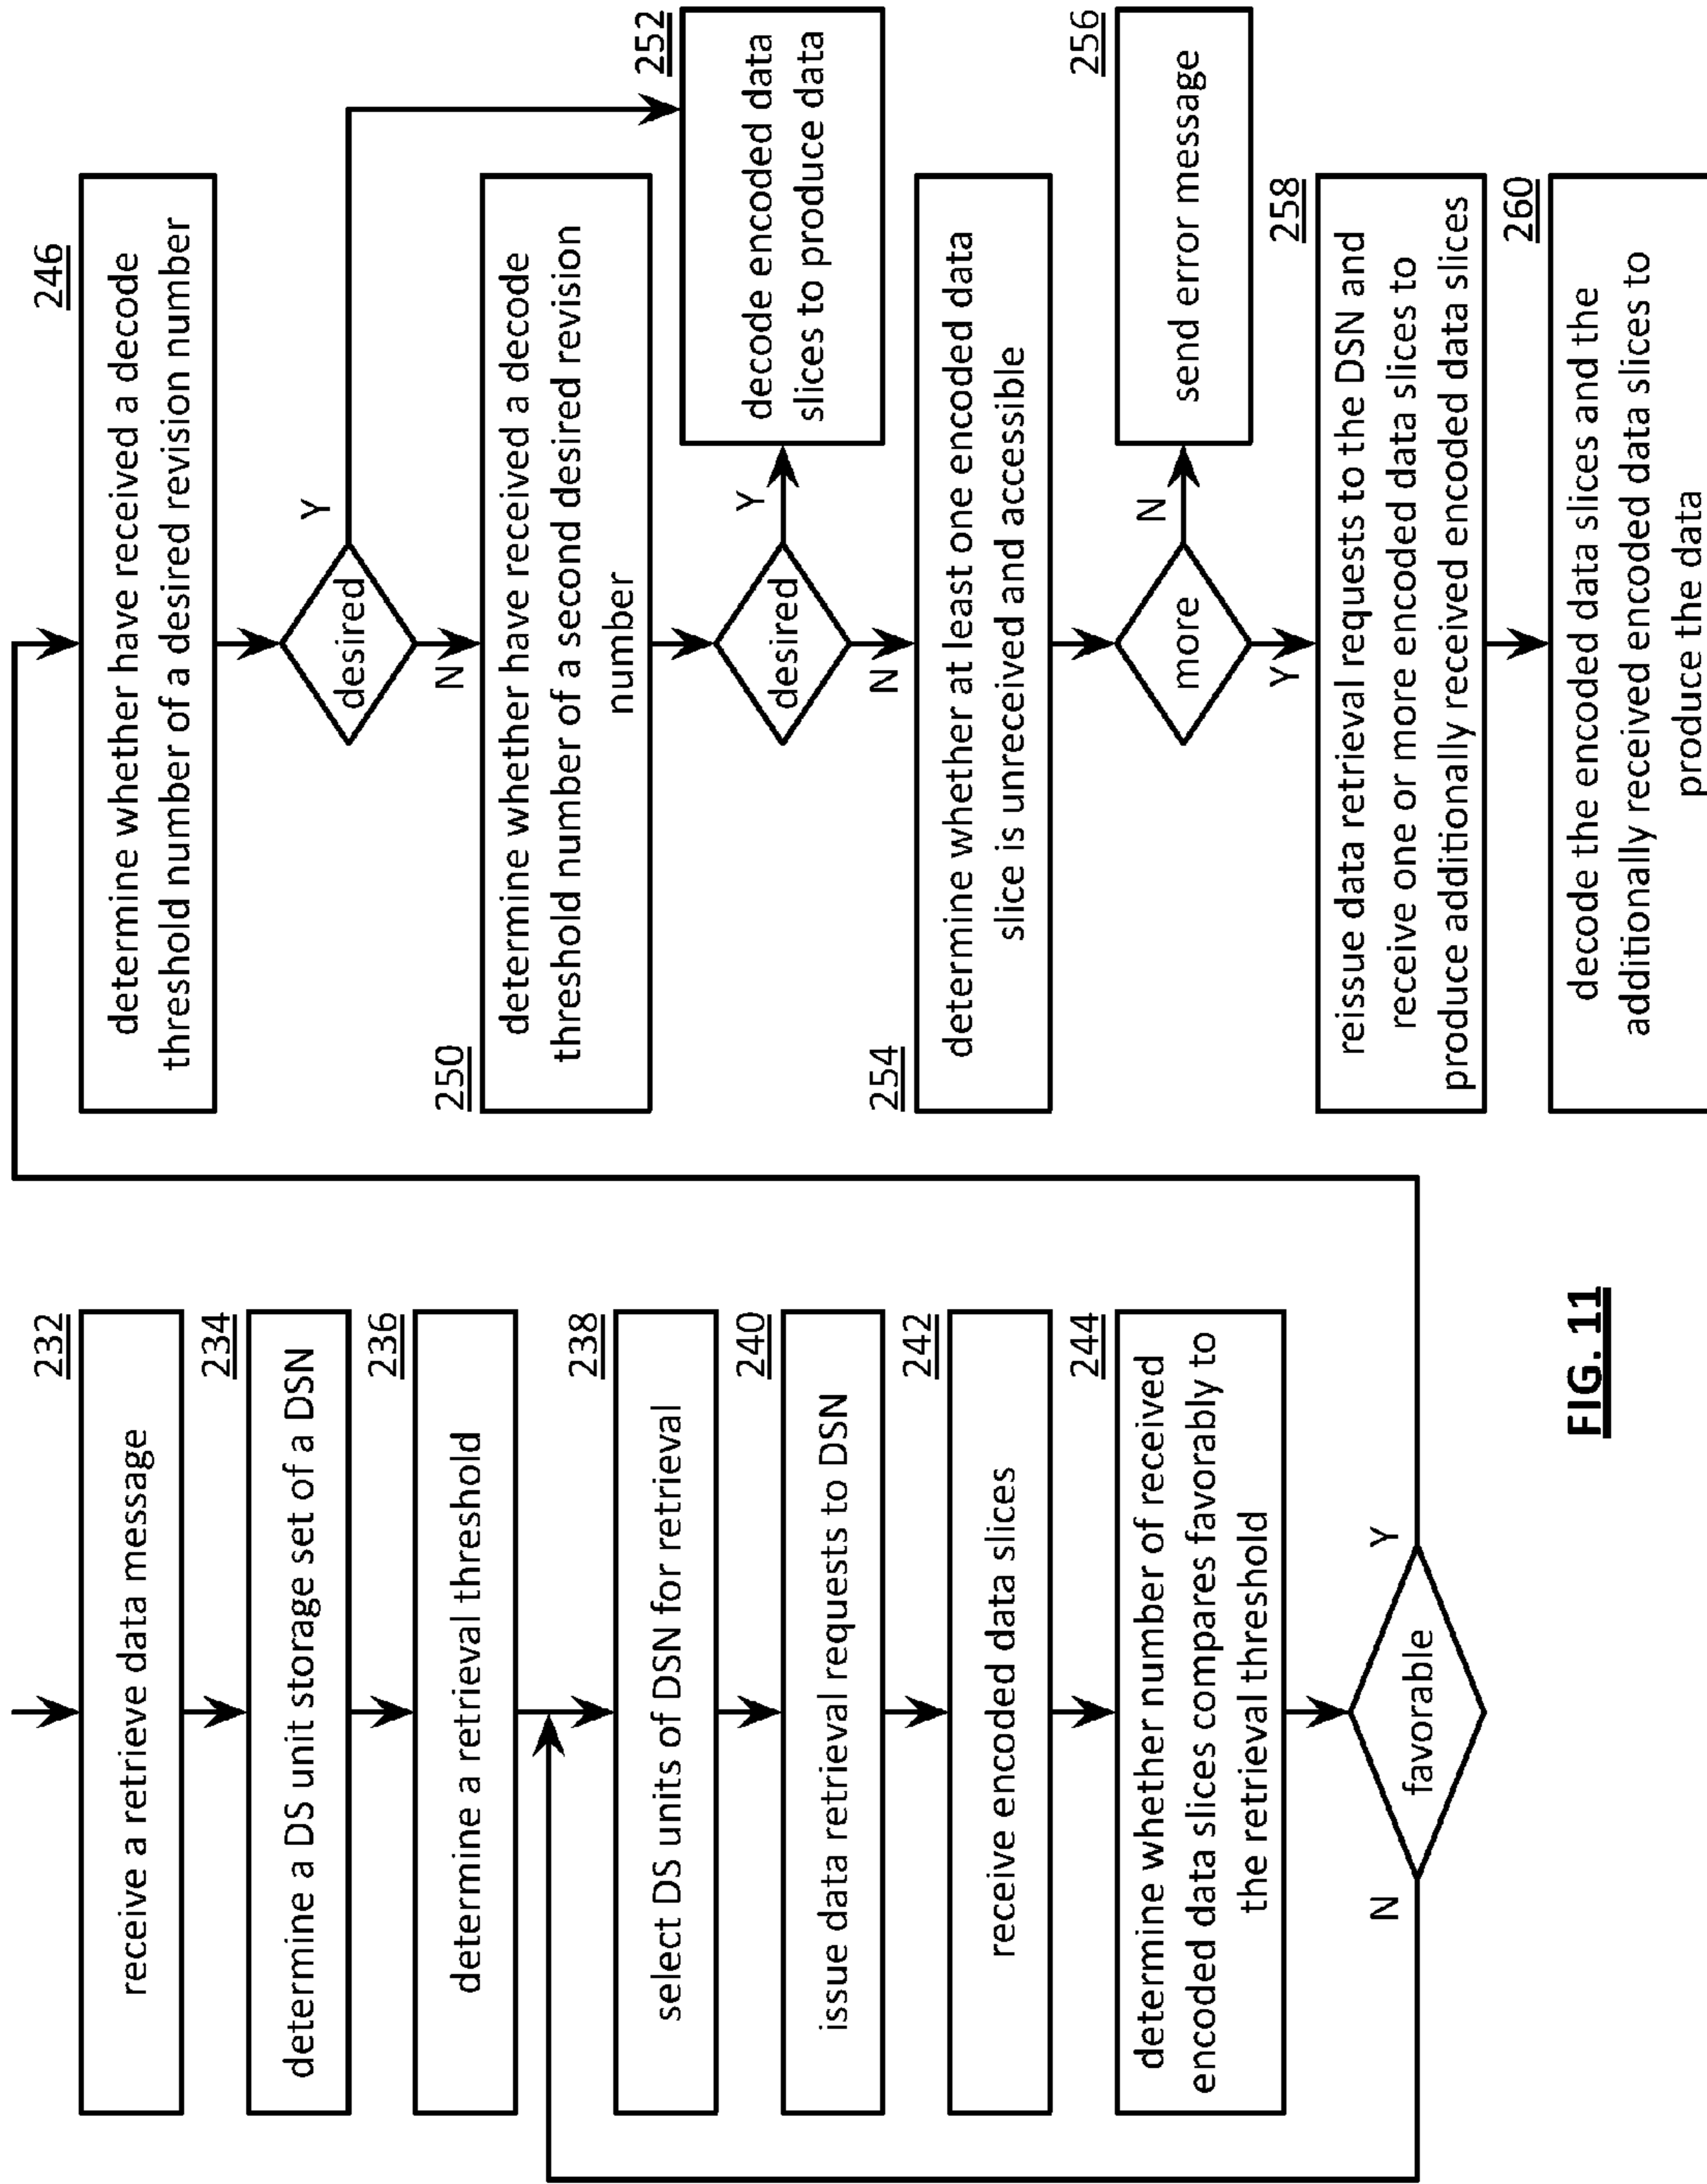 232
receive a retrieve data message
234
determine a DS unit storage set of a DSN
236
determine a retrieval threshold
238
select DS units of DSN for retrieval
240
issue data retrieval requests to DSN
242
receive encoded data slices
244
determine whether number of received
encoded data slices compares favorably to
the retrieval threshold
favorable
N
Y
246
determine whether have received a decode
threshold number of a desired revision number
desired
Y
N
250
determine whether have received a decode
threshold number of a second desired revision
number
desired
Y
N
252
decode encoded data
slices to produce data
254
determine whether at least one encoded data
slice is unreceived and accessible
more
N
Y
256
send error message
258
reissue data retrieval requests to the DSN and
receive one or more encoded data slices to
produce additionally received encoded data slices
260
decode the encoded data slices and the
additionally received encoded data slices to
produce the data
FIG. 11